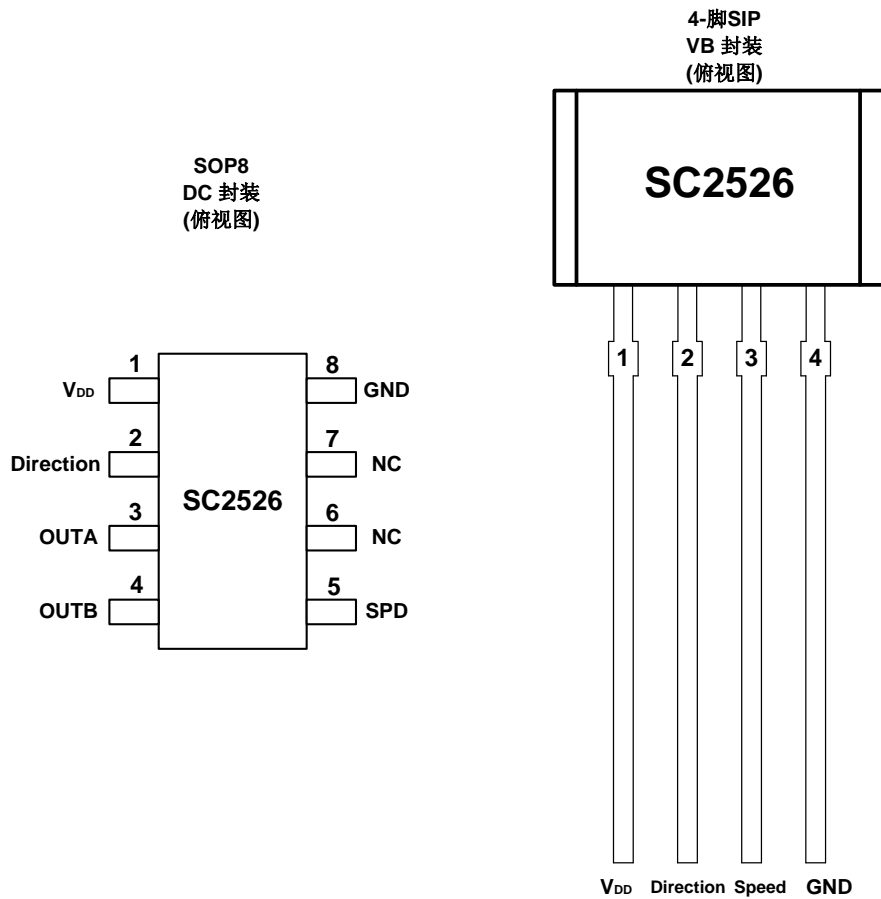 SOP8
DC 封装
(俯视图)
1
VDD
2
Direction
3
OUTA
4
OUTB
SC2526
8
GND
7
NC
6
NC
5
SPD
4-脚SIP
VB 封装
(俯视图)
SC2526
1 2 3 4
VDD Direction Speed GND